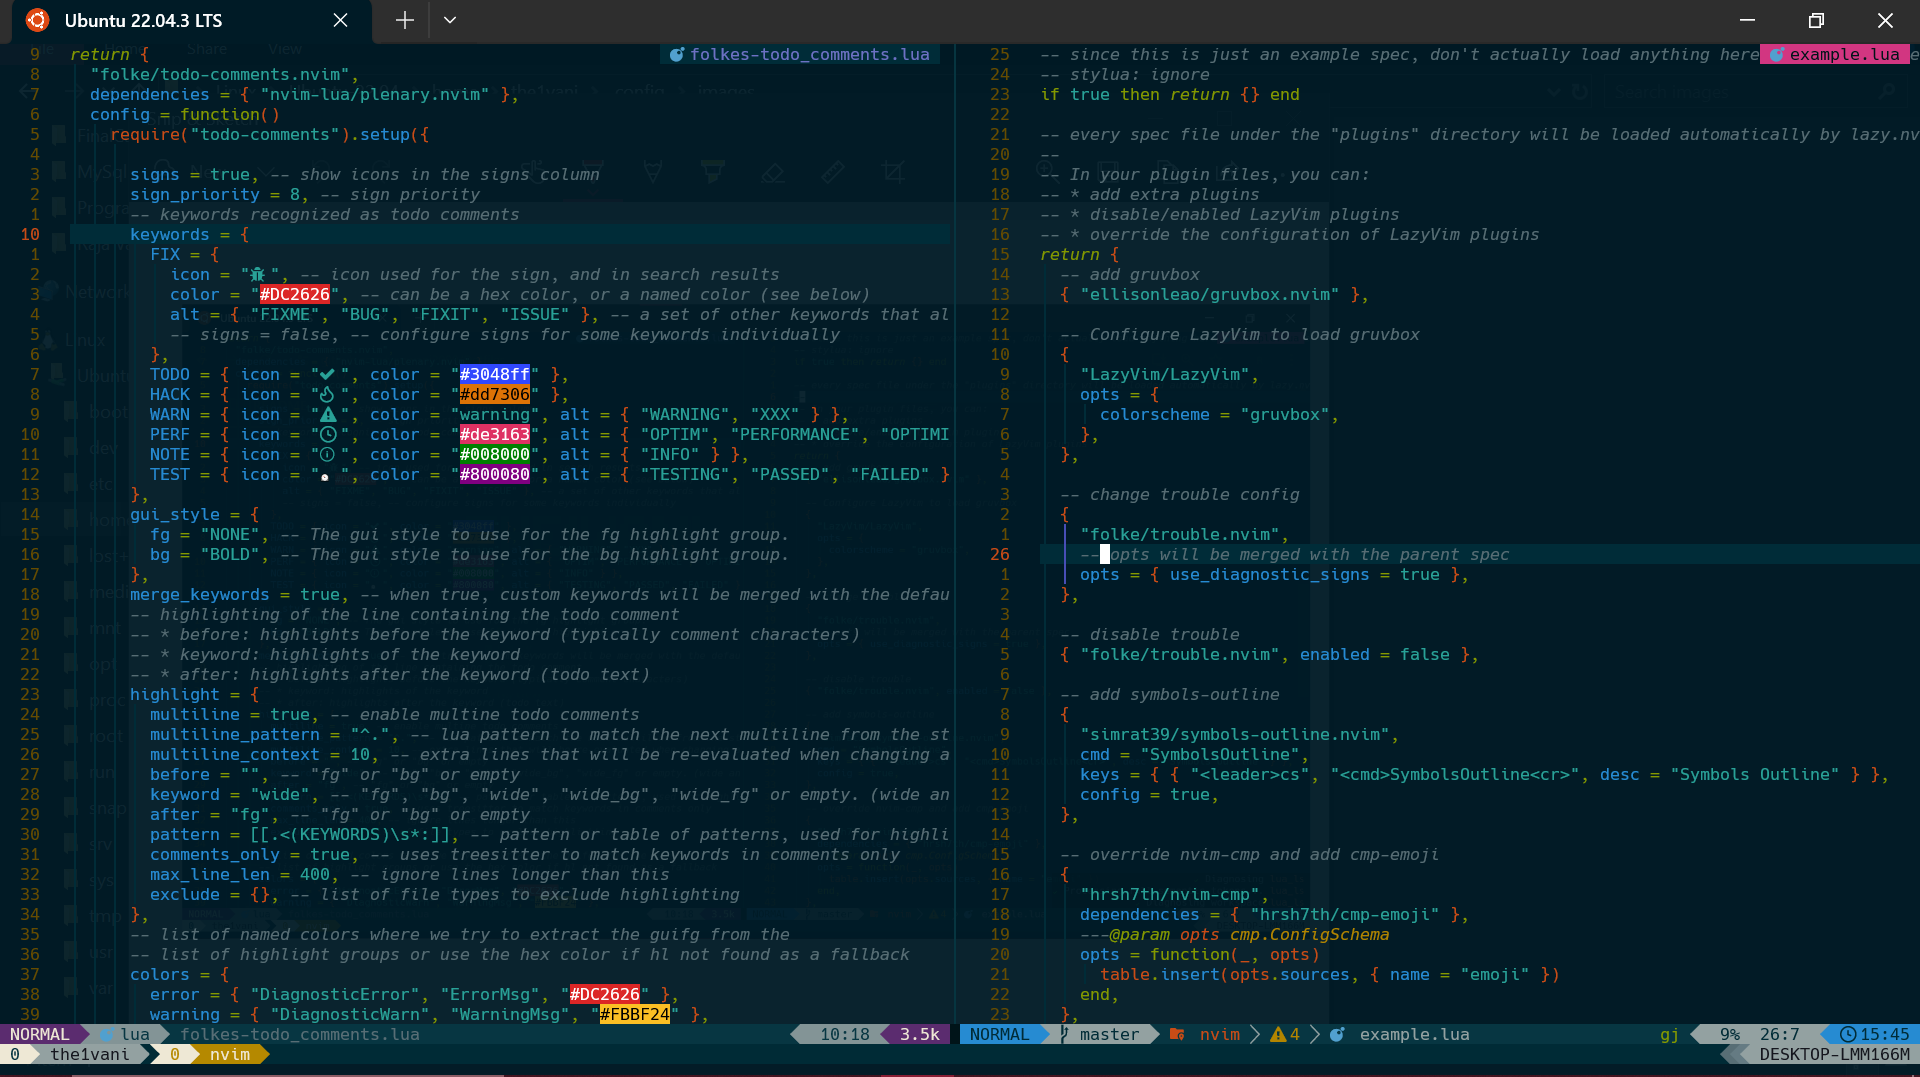 Ubuntu 22.04.3 LTS
9 return { folkes-todo_comments.lua
8 "folke/todo-comments.nvim",
7 dependencies = { "nvim-lua/plenary.nvim" },
6 config = function()
5 require("todo-comments").setup({
4
3 signs = true, -- show icons in the signs column
2 sign_priority = 8, -- sign priority
1 -- keywords recognized as todo comments
10 keywords = {
1 FIX = {
2 icon = " ", -- icon used for the sign, and in search results
3 color = "#DC2626", -- can be a hex color, or a named color (see below)
4 alt = { "FIXME", "BUG", "FIXIT", "ISSUE" }, -- a set of other keywords that al
5 -- signs = false, -- configure signs for some keywords individually
6 },
7 TODO = { icon = " ", color = "#3048ff" },
8 HACK = { icon = " ", color = "#dd7306" },
9 WARN = { icon = " ", color = "warning", alt = { "WARNING", "XXX" } },
10 PERF = { icon = " ", color = "#de3163", alt = { "OPTIM", "PERFORMANCE", "OPTIMI
11 NOTE = { icon = " ", color = "#008000", alt = { "INFO" } },
12 TEST = { icon = " ", color = "#800080", alt = { "TESTING", "PASSED", "FAILED" }
13 },
14 gui_style = {
15 fg = "NONE", -- The gui style to use for the fg highlight group.
16 bg = "BOLD", -- The gui style to use for the bg highlight group.
17 },
18 merge_keywords = true, -- when true, custom keywords will be merged with the defau
19 -- highlighting of the line containing the todo comment
20 -- * before: highlights before the keyword (typically comment characters)
21 -- * keyword: highlights of the keyword
22 -- * after: highlights after the keyword (todo text)
23 highlight = {
24 multiline = true, -- enable multine todo comments
25 multiline_pattern = "^.", -- lua pattern to match the next multiline from the st
26 multiline_context = 10, -- extra lines that will be re-evaluated when changing a
27 before = "", -- "fg" or "bg" or empty
28 keyword = "wide", -- "fg", "bg", "wide", "wide_bg", "wide_fg" or empty. (wide an
29 after = "fg", -- "fg" or "bg" or empty
30 pattern = [[.<(KEYWORDS)\s*:]], -- pattern or table of patterns, used for highli
31 comments_only = true, -- uses treesitter to match keywords in comments only
32 max_line_len = 400, -- ignore lines longer than this
33 exclude = {}, -- list of file types to exclude highlighting
34 },
35 -- list of named colors where we try to extract the guifg from the
36 -- list of highlight groups or use the hex color if hl not found as a fallback
37 colors = {
38 error = { "DiagnosticError", "ErrorMsg", "#DC2626" },
39 warning = { "DiagnosticWarn", "WarningMsg", "#FBBF24" },
NORMAL lua folkes-todo_comments.lua 10:18 3.5k
25 -- since this is just an example spec, don't actually load anything here example.lua e
24 -- stylua: ignore
23 if true then return {} end
22
21 -- every spec file under the "plugins" directory will be loaded automatically by lazy.nv
20 --
19 -- In your plugin files, you can:
18 -- * add extra plugins
17 -- * disable/enabled LazyVim plugins
16 -- * override the configuration of LazyVim plugins
15 return {
14 -- add gruvbox
13 { "ellisonleao/gruvbox.nvim" },
12
11 -- Configure LazyVim to load gruvbox
10 {
9 "LazyVim/LazyVim",
8 opts = {
7 colorscheme = "gruvbox",
6 },
5 },
4
3 -- change trouble config
2 {
1 "folke/trouble.nvim",
26 -- opts will be merged with the parent spec
1 opts = { use_diagnostic_signs = true },
2 },
3
4 -- disable trouble
5 { "folke/trouble.nvim", enabled = false },
6
7 -- add symbols-outline
8 {
9 "simrat39/symbols-outline.nvim",
10 cmd = "SymbolsOutline",
11 keys = { { "<leader>cs", "<cmd>SymbolsOutline<cr>", desc = "Symbols Outline" } },
12 config = true,
13 },
14
15 -- override nvim-cmp and add cmp-emoji
16 {
17 "hrsh7th/nvim-cmp",
18 dependencies = { "hrsh7th/cmp-emoji" },
19 ---@param opts cmp.ConfigSchema
20 opts = function(_, opts)
21 table.insert(opts.sources, { name = "emoji" })
22 end,
23 },
NORMAL master nvim 4 example.lua gj 9% 26:7 15:45
0 the1vani 0 nvim DESKTOP-LMM166M